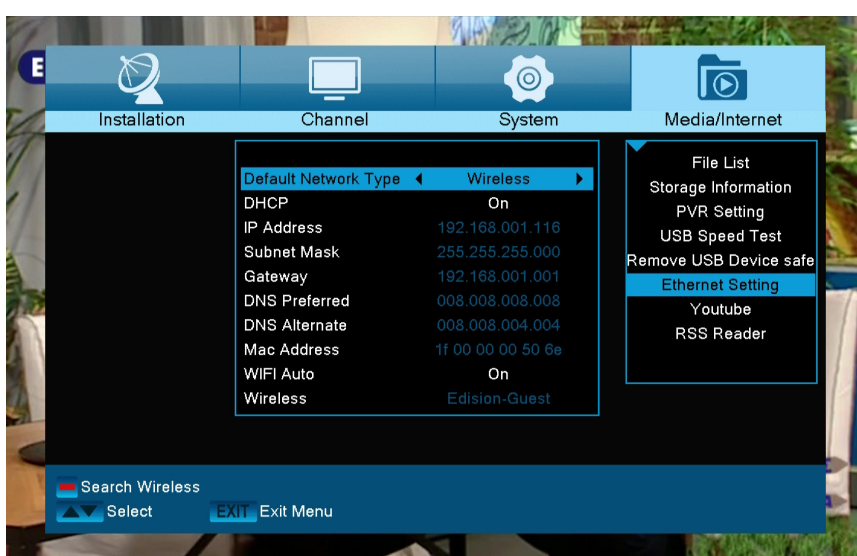 E
Installation Channel System Media/Internet
Default Network Type Wireless
DHCP On
IP Address 192.168.001.116
Subnet Mask 255.255.255.000
Gateway 192.168.001.001
DNS Preferred 008.008.008.008
DNS Alternate 008.008.004.004
Mac Address 1f 00 00 00 50 6e
WIFI Auto On
Wireless Edision-Guest
File List
Storage Information
PVR Setting
USB Speed Test
Remove USB Device safe
Ethernet Setting
Youtube
RSS Reader
Search Wireless
Select EXIT Exit Menu